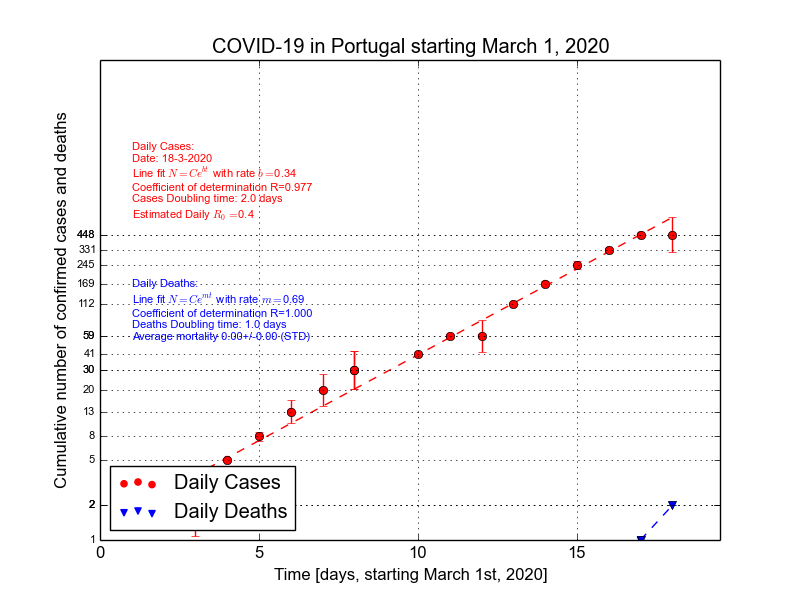 COVID-19 in Portugal starting March 1, 2020
Cumulative number of confirmed cases and deaths
Daily Cases:
Date: 18-3-2020
Line fit N=Ce^{bt} with rate b=0.34
Coefficient of determination R=0.977
Cases Doubling time: 2.0 days
Estimated Daily R_0=0.4
448
331
245
169
112
59
41
30
20
13
8
5
2
1
Daily Deaths:
Line fit N=Ce^{mt} with rate m=0.69
Coefficient of determination R=1.000
Deaths Doubling time: 1.0 days
Average mortality 0.00+/-0.00 (STD)
Daily Cases
Daily Deaths
0 5 10 15
Time [days, starting March 1st, 2020]